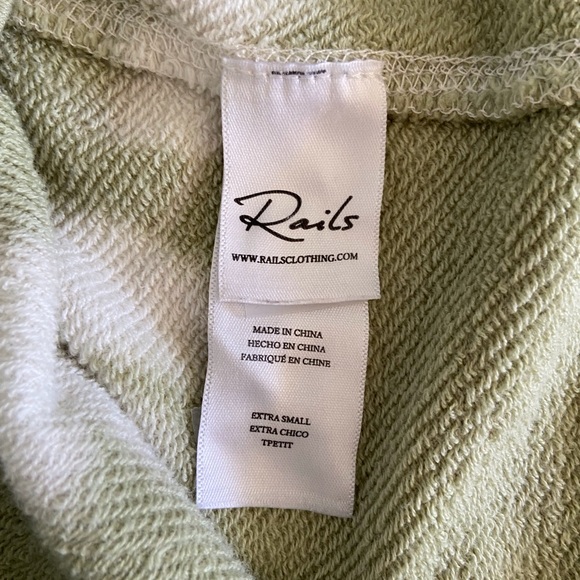 Rails
WWW.RAILSCLOTHING.COM
MADE IN CHINA
HECHO EN CHINA
FABRIQUÉ EN CHINE
EXTRA SMALL
EXTRA CHICO
TPETIT